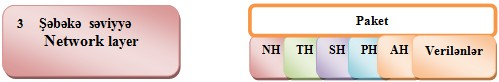 3 Şəbəkə səviyyə
Network layer
Paket
NH TH SH PH AH Verilənlər